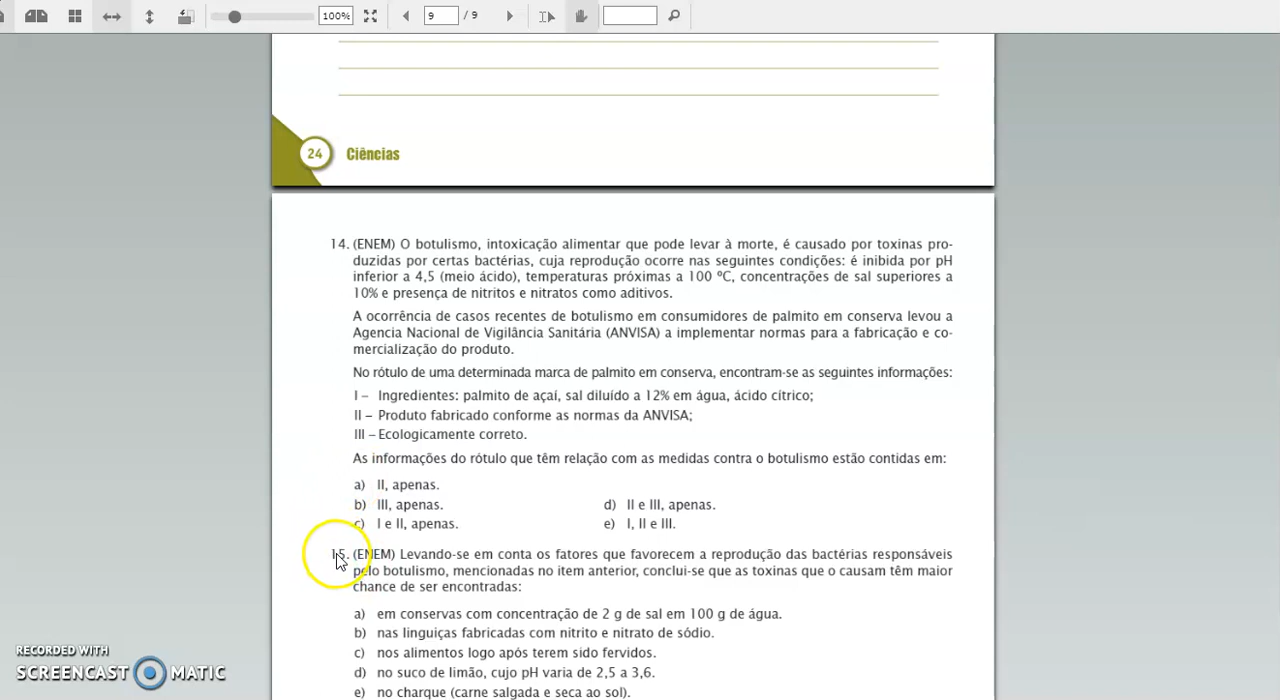 100%
9 / 9
24 Ciências
14. (ENEM) O botulismo, intoxicação alimentar que pode levar à morte, é causado por toxinas pro-
duzidas por certas bactérias, cuja reprodução ocorre nas seguintes condições: é inibida por pH
inferior a 4,5 (meio ácido), temperaturas próximas a 100 ºC, concentrações de sal superiores a
10% e presença de nitritos e nitratos como aditivos.
A ocorrência de casos recentes de botulismo em consumidores de palmito em conserva levou a
Agencia Nacional de Vigilância Sanitária (ANVISA) a implementar normas para a fabricação e co-
mercialização do produto.
No rótulo de uma determinada marca de palmito em conserva, encontram-se as seguintes informações:
I – Ingredientes: palmito de açaí, sal diluído a 12% em água, ácido cítrico;
II – Produto fabricado conforme as normas da ANVISA;
III – Ecologicamente correto.
As informações do rótulo que têm relação com as medidas contra o botulismo estão contidas em:
a) II, apenas.
b) III, apenas.
c) I e II, apenas.
d) II e III, apenas.
e) I, II e III.
15. (ENEM) Levando-se em conta os fatores que favorecem a reprodução das bactérias responsáveis
pelo botulismo, mencionadas no item anterior, conclui-se que as toxinas que o causam têm maior
chance de ser encontradas:
a) em conservas com concentração de 2 g de sal em 100 g de água.
b) nas linguiças fabricadas com nitrito e nitrato de sódio.
c) nos alimentos logo após terem sido fervidos.
d) no suco de limão, cujo pH varia de 2,5 a 3,6.
e) no charque (carne salgada e seca ao sol).
RECORDED WITH
SCREENCAST MATIC